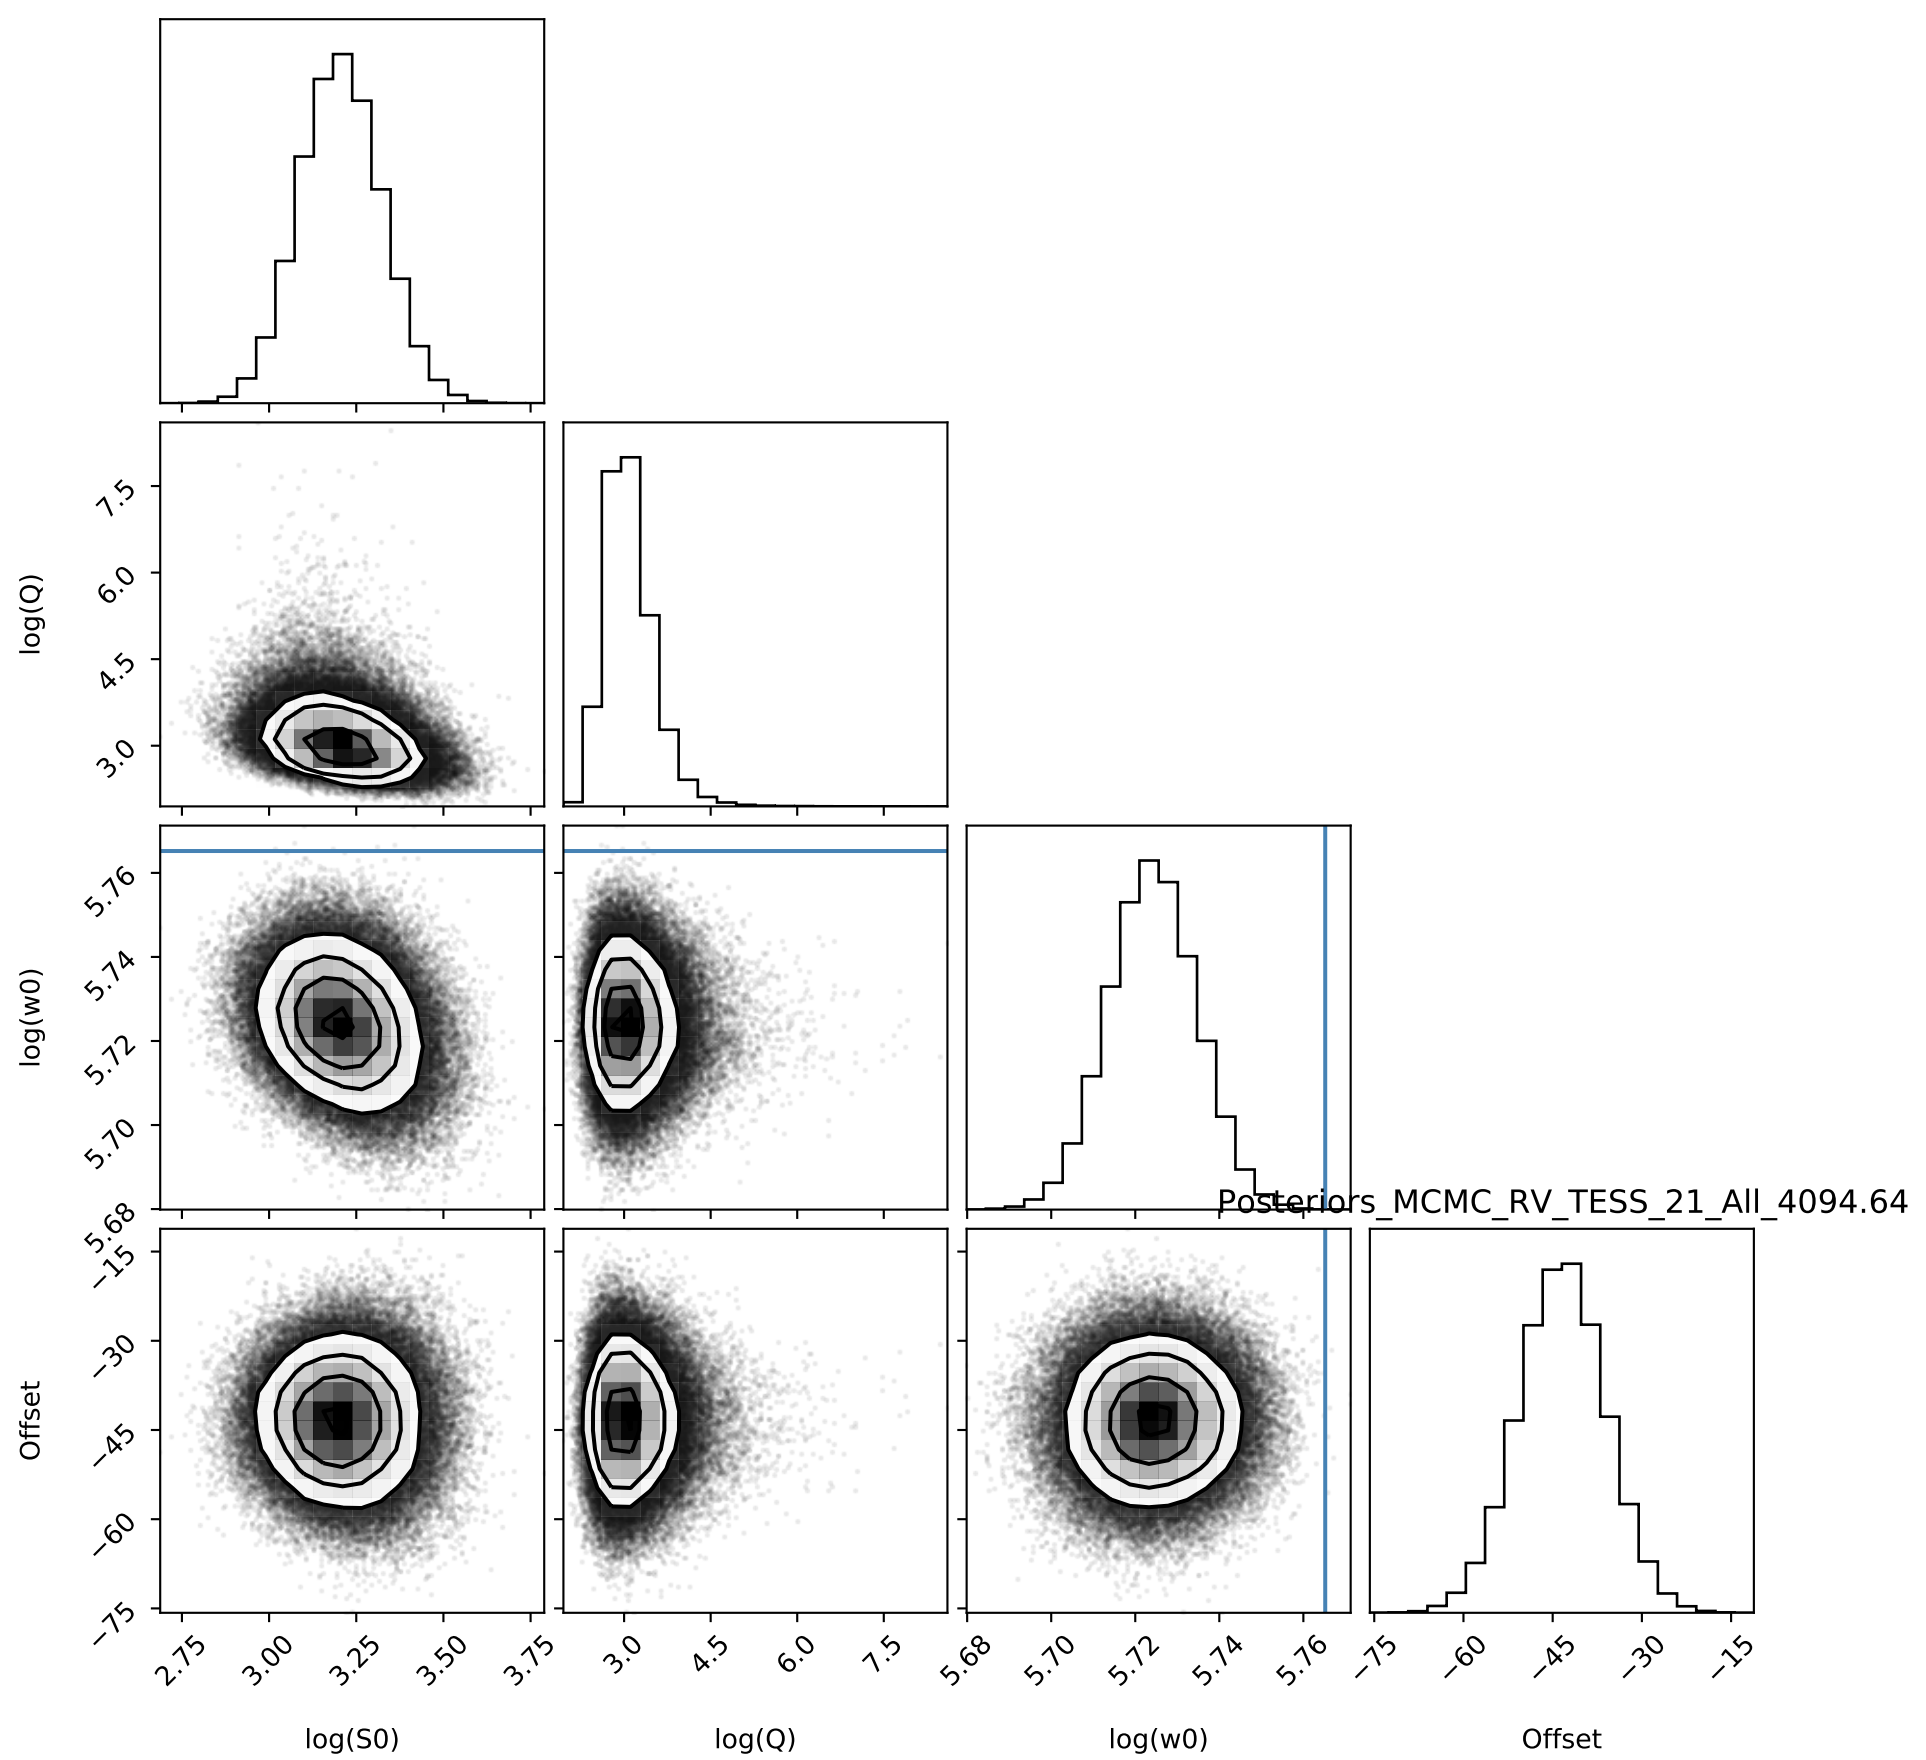 log(Q)
7.5
6.0
4.5
3.0
log(w0)
5.76
5.74
5.72
5.70
5.68
Posteriors_MCMC_RV_TESS_21_All_4094.64
Offset
−15
−30
−45
−60
−75
2.75 3.00 3.25 3.50 3.75 3.0 4.5 6.0 7.5 5.68 5.70 5.72 5.74 5.76 −75 −60 −45 −30 −15
log(S0) log(Q) log(w0) Offset